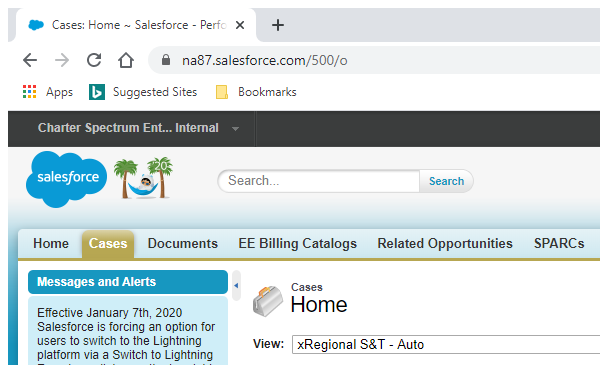 Cases: Home ~ Salesforce - Perfo
na87.salesforce.com/500/o
Apps Suggested Sites Bookmarks
Charter Spectrum Ent... Internal
salesforce 20 Search... Search
Home Cases Documents EE Billing Catalogs Related Opportunities SPARCs
Messages and Alerts
Effective January 7th, 2020
Salesforce is forcing an option for
users to switch to the Lightning
platform via a Switch to Lightning
Cases
Home
View: xRegional S&T - Auto